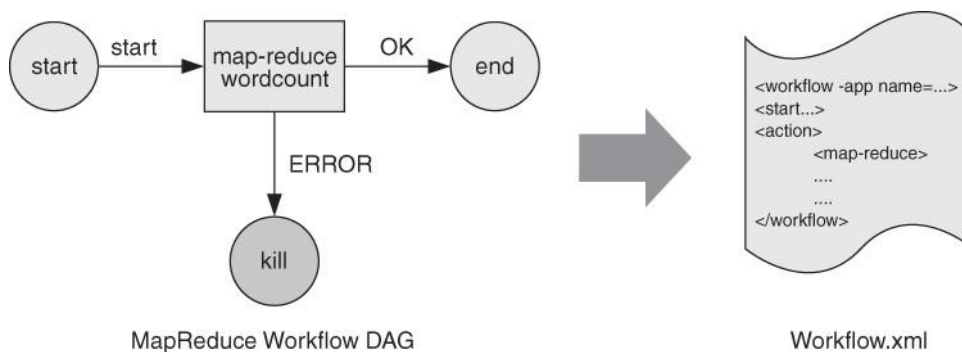 start
start
map-reduce
wordcount
OK
end
ERROR
kill
MapReduce Workflow DAG
<workflow -app name=...>
<start...>
<action>
<map-reduce>
....
....
</workflow>
Workflow.xml